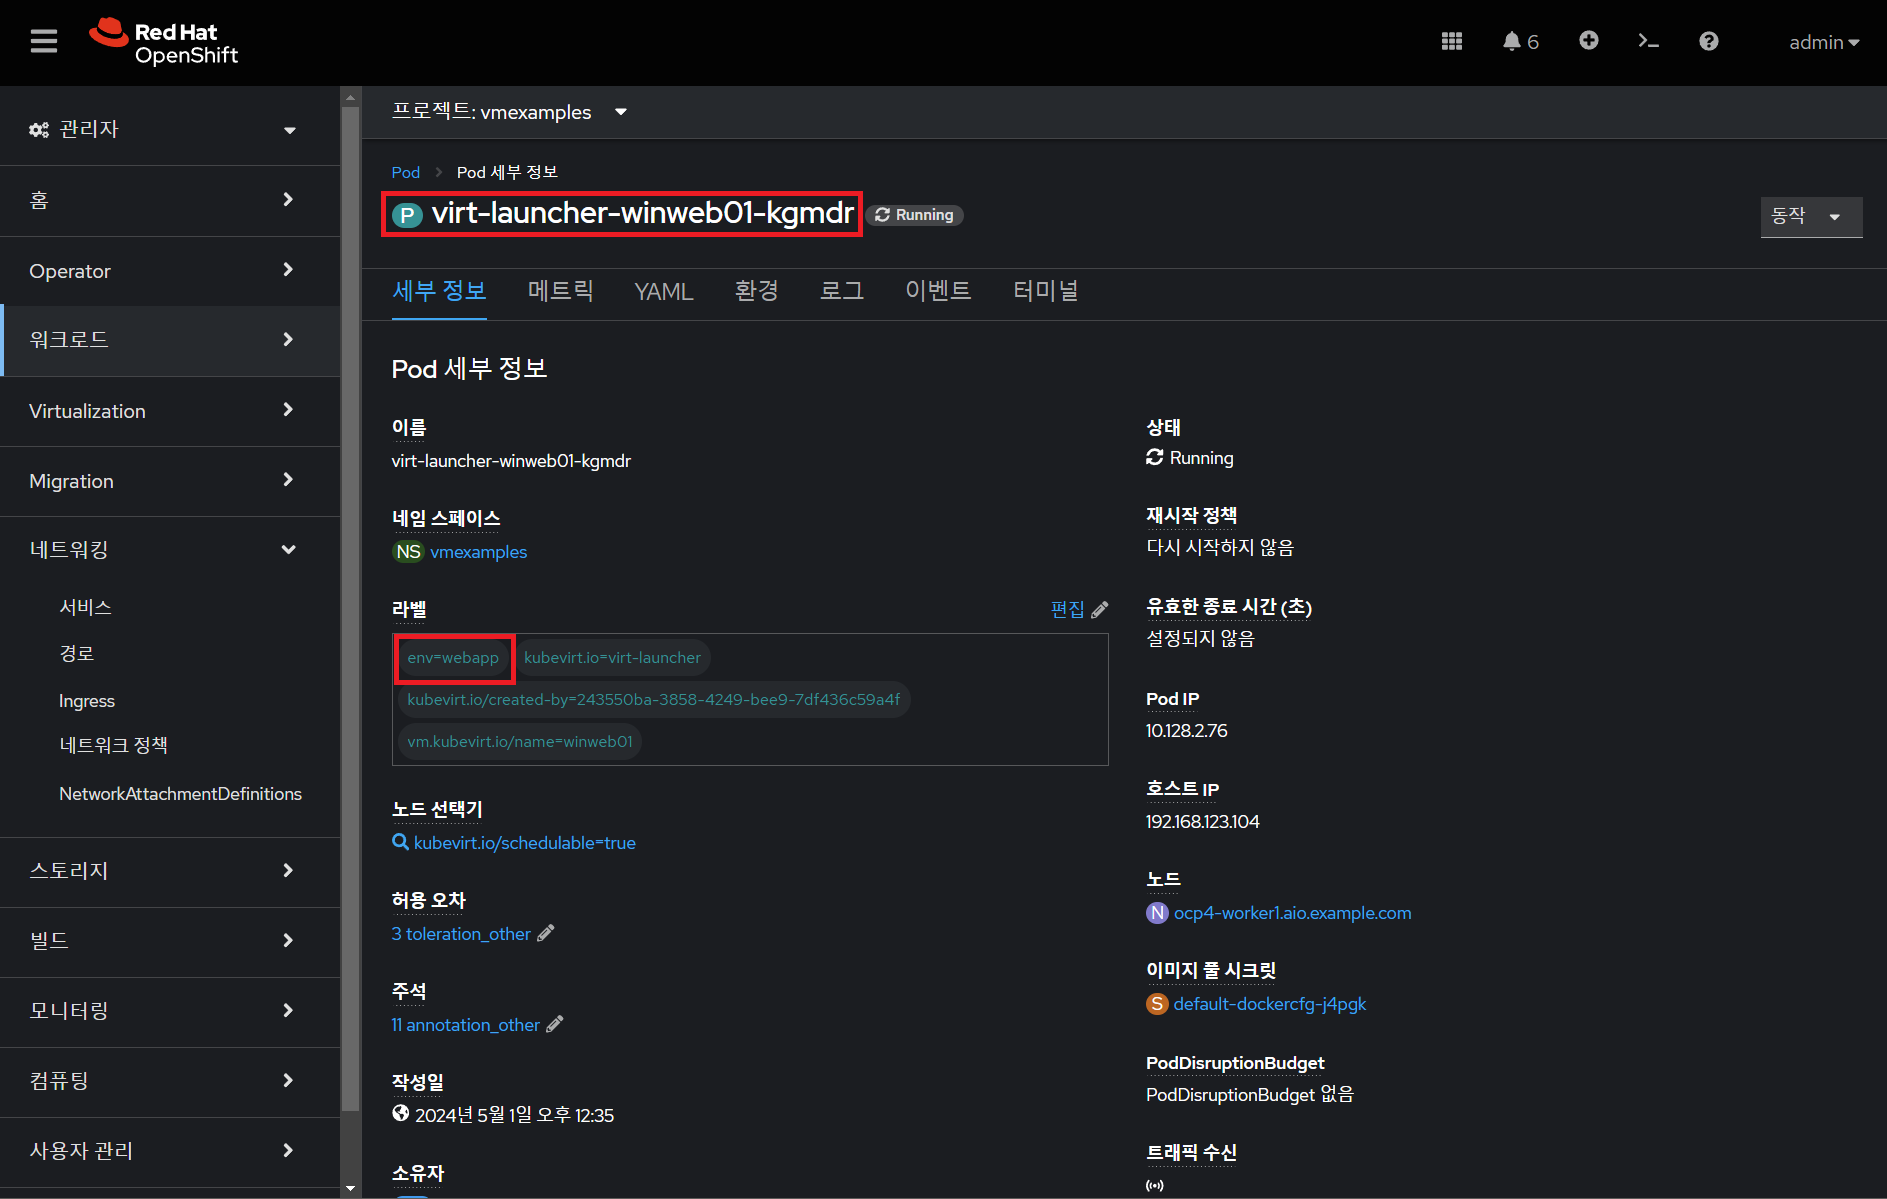 Red Hat
OpenShift
6
admin
관리자
홈
Operator
워크로드
Virtualization
Migration
네트워킹
서비스
경로
Ingress
네트워크 정책
NetworkAttachmentDefinitions
스토리지
빌드
모니터링
컴퓨팅
사용자 관리
프로젝트: vmexamples
Pod
Pod 세부 정보
P virt-launcher-winweb01-kgmdr Running
동작
세부 정보 메트릭 YAML 환경 로그 이벤트 터미널
Pod 세부 정보
이름
virt-launcher-winweb01-kgmdr
네임 스페이스
NS vmexamples
라벨
편집
env=webapp kubevirt.io=virt-launcher
kubevirt.io/created-by=243550ba-3858-4249-bee9-7df436c59a4f
vm.kubevirt.io/name=winweb01
노드 선택기
kubevirt.io/schedulable=true
허용 오차
3 toleration_other
주석
11 annotation_other
작성일
2024년 5월 1일 오후 12:35
소유자
상태
Running
재시작 정책
다시 시작하지 않음
유효한 종료 시간 (초)
설정되지 않음
Pod IP
10.128.2.76
호스트 IP
192.168.123.104
노드
N ocp4-worker1.aio.example.com
이미지 풀 시크릿
S default-dockercfg-j4pgk
PodDisruptionBudget
PodDisruptionBudget 없음
트래픽 수신